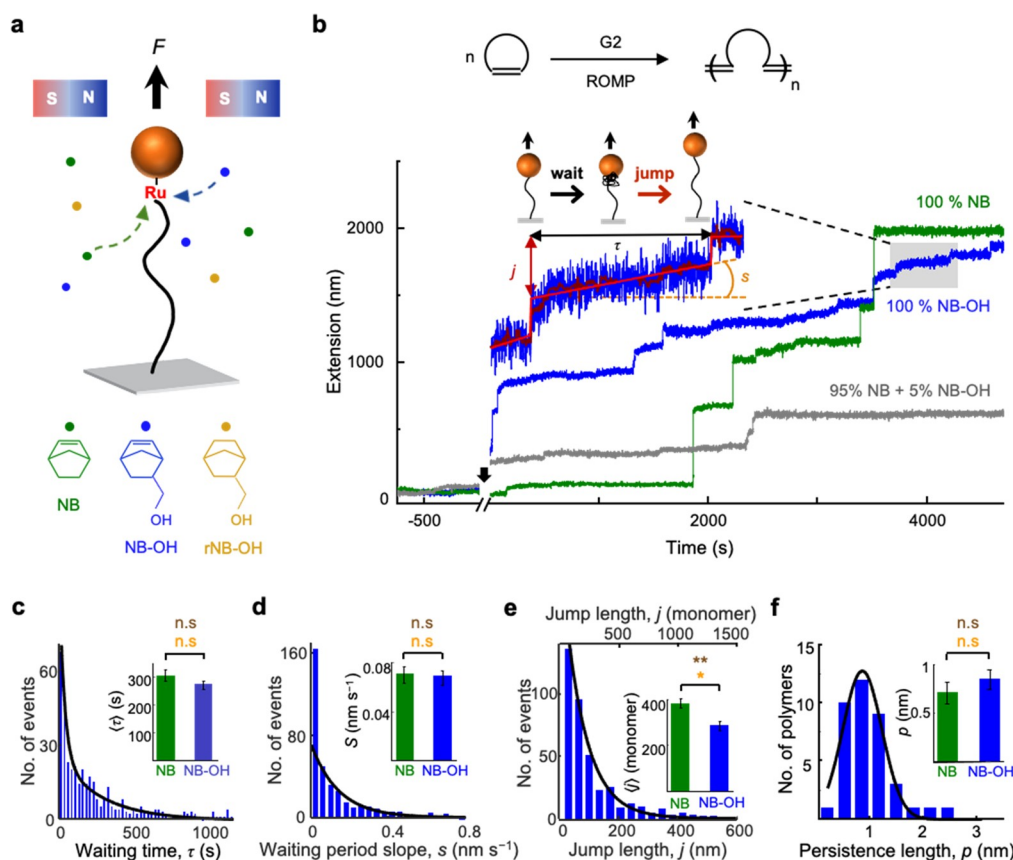 a
F
S N
S N
Ru
NB
OH
NB-OH
OH
rNB-OH
b
n
G2
ROMP
n
wait
jump
100 % NB
τ
j
s
100 % NB-OH
95% NB + 5% NB-OH
Extension (nm)
2000
1000
0
-500
2000
4000
Time (s)
c
n.s
n.s
No. of events
60
30
0
⟨τ⟩ (s)
300
200
100
NB
NB-OH
0
500
1000
Waiting time, τ (s)
d
n.s
n.s
No. of events
160
50
0
S (nm s⁻¹)
0.08
0.04
NB
NB-OH
0
0.4
0.8
Waiting period slope, s (nm s⁻¹)
e
Jump length, j (monomer)
500
1000
1500
**
*
No. of events
100
50
0
⟨j⟩ (monomer)
400
200
NB
NB-OH
0
200
400
600
Jump length, j (nm)
f
n.s
n.s
No. of polymers
15
10
5
0
p (nm)
1
0.5
0
NB
NB-OH
1
2
3
Persistence length, p (nm)